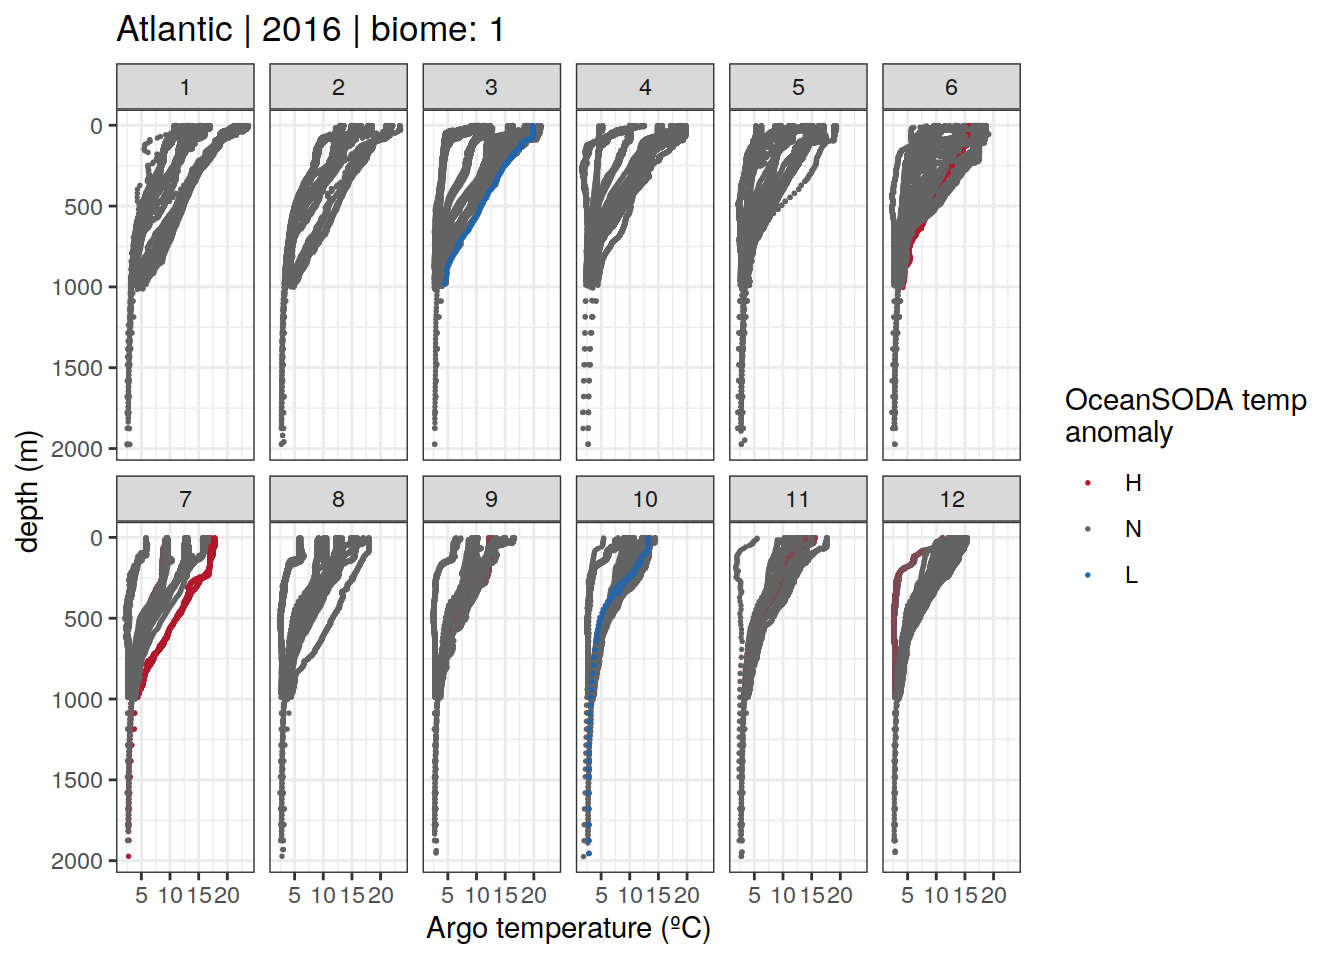 Atlantic | 2016 | biome: 1
1 2 3 4 5 6
0
500
1000
1500
2000
7 8 9 10 11 12
0
500
1000
1500
2000
5 10 15 20 5 10 15 20 5 10 15 20 5 10 15 20 5 10 15 20 5 10 15 20
Argo temperature (ºC)
depth (m)
OceanSODA temp
anomaly
H
N
L